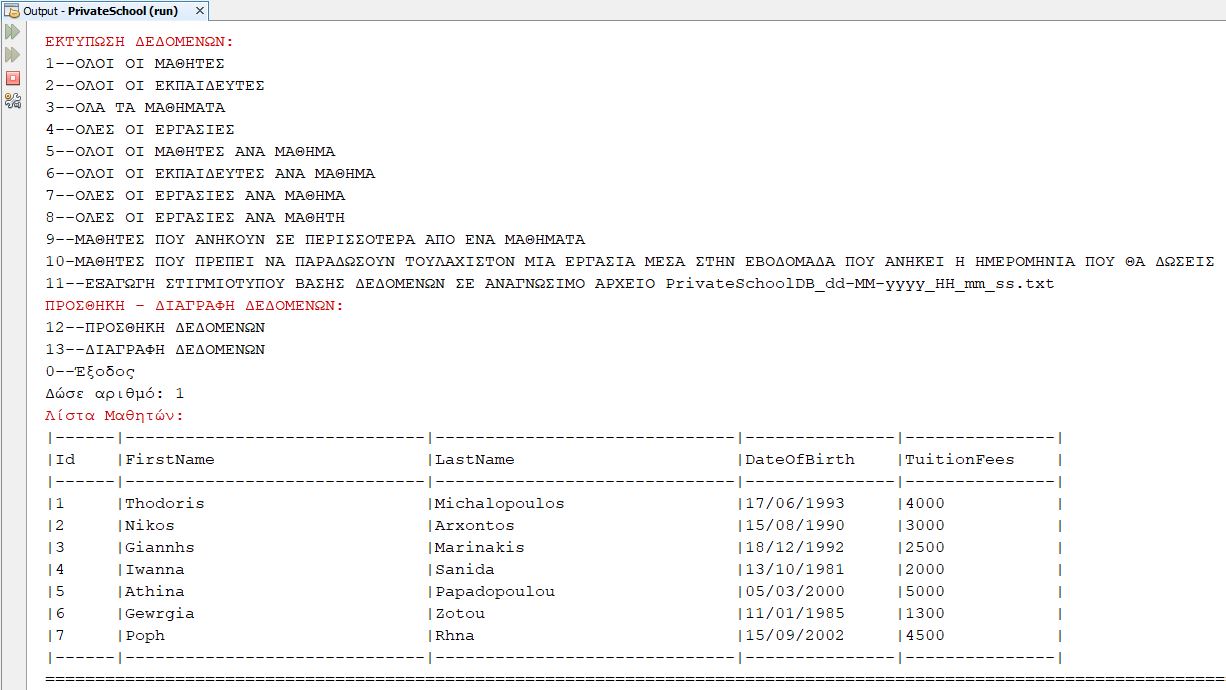 Output - PrivateSchool (run)
ΕΚΤΥΠΩΣΗ ΔΕΔΟΜΕΝΩΝ:
1--ΟΛΟΙ ΟΙ ΜΑΘΗΤΕΣ
2--ΟΛΟΙ ΟΙ ΕΚΠΑΙΔΕΥΤΕΣ
3--ΟΛΑ ΤΑ ΜΑΘΗΜΑΤΑ
4--ΟΛΕΣ ΟΙ ΕΡΓΑΣΙΕΣ
5--ΟΛΟΙ ΟΙ ΜΑΘΗΤΕΣ ΑΝΑ ΜΑΘΗΜΑ
6--ΟΛΟΙ ΟΙ ΕΚΠΑΙΔΕΥΤΕΣ ΑΝΑ ΜΑΘΗΜΑ
7--ΟΛΕΣ ΟΙ ΕΡΓΑΣΙΕΣ ΑΝΑ ΜΑΘΗΜΑ
8--ΟΛΕΣ ΟΙ ΕΡΓΑΣΙΕΣ ΑΝΑ ΜΑΘΗΤΗ
9--ΜΑΘΗΤΕΣ ΠΟΥ ΑΝΗΚΟΥΝ ΣΕ ΠΕΡΙΣΣΟΤΕΡΑ ΑΠΟ ΕΝΑ ΜΑΘΗΜΑΤΑ
10-ΜΑΘΗΤΕΣ ΠΟΥ ΠΡΕΠΕΙ ΝΑ ΠΑΡΑΔΩΣΟΥΝ ΤΟΥΛΑΧΙΣΤΟΝ ΜΙΑ ΕΡΓΑΣΙΑ ΜΕΣΑ ΣΤΗΝ ΕΒΟΔΟΜΑΔΑ ΠΟΥ ΑΝΗΚΕΙ Η ΗΜΕΡΟΜΗΝΙΑ ΠΟΥ ΘΑ ΔΩΣΕΙΣ
11--ΕΞΑΓΩΓΗ ΣΤΙΓΜΙΟΤΥΠΟΥ ΒΑΣΗΣ ΔΕΔΟΜΕΝΩΝ ΣΕ ΑΝΑΓΝΩΣΙΜΟ ΑΡΧΕΙΟ PrivateSchoolDB_dd-MM-yyyy_HH_mm_ss.txt
ΠΡΟΣΘΗΚΗ - ΔΙΑΓΡΑΦΗ ΔΕΔΟΜΕΝΩΝ:
12--ΠΡΟΣΘΗΚΗ ΔΕΔΟΜΕΝΩΝ
13--ΔΙΑΓΡΑΦΗ ΔΕΔΟΜΕΝΩΝ
0--Έξοδος
Δώσε αριθμό: 1
Λίστα Μαθητών:
|------|------------------------------|------------------------------|---------------|---------------|
|Id |FirstName |LastName |DateOfBirth |TuitionFees |
|------|------------------------------|------------------------------|---------------|---------------|
|1 |Thodoris |Michalopoulos |17/06/1993 |4000 |
|2 |Nikos |Arxontos |15/08/1990 |3000 |
|3 |Giannhs |Marinakis |18/12/1992 |2500 |
|4 |Iwanna |Sanida |13/10/1981 |2000 |
|5 |Athina |Papadopoulou |05/03/2000 |5000 |
|6 |Gewrgia |Zotou |11/01/1985 |1300 |
|7 |Poph |Rhna |15/09/2002 |4500 |
|------|------------------------------|------------------------------|---------------|---------------|
======================================================================================================================